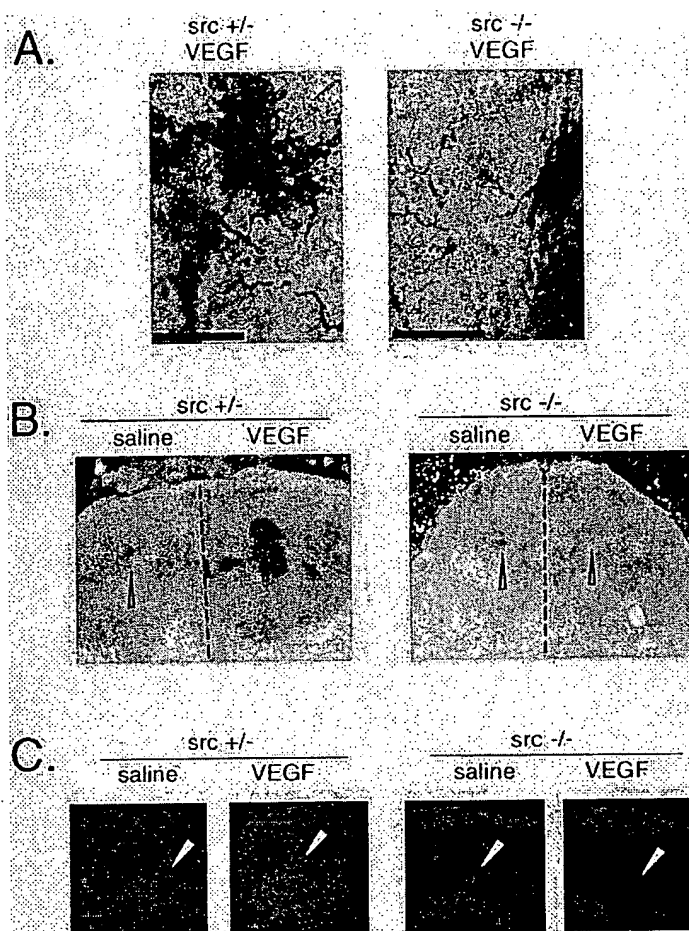 A.
src +/-
VEGF
src -/-
VEGF
B.
src +/-
src -/-
saline VEGF
saline VEGF
C.
src +/-
src -/-
saline VEGF
saline VEGF